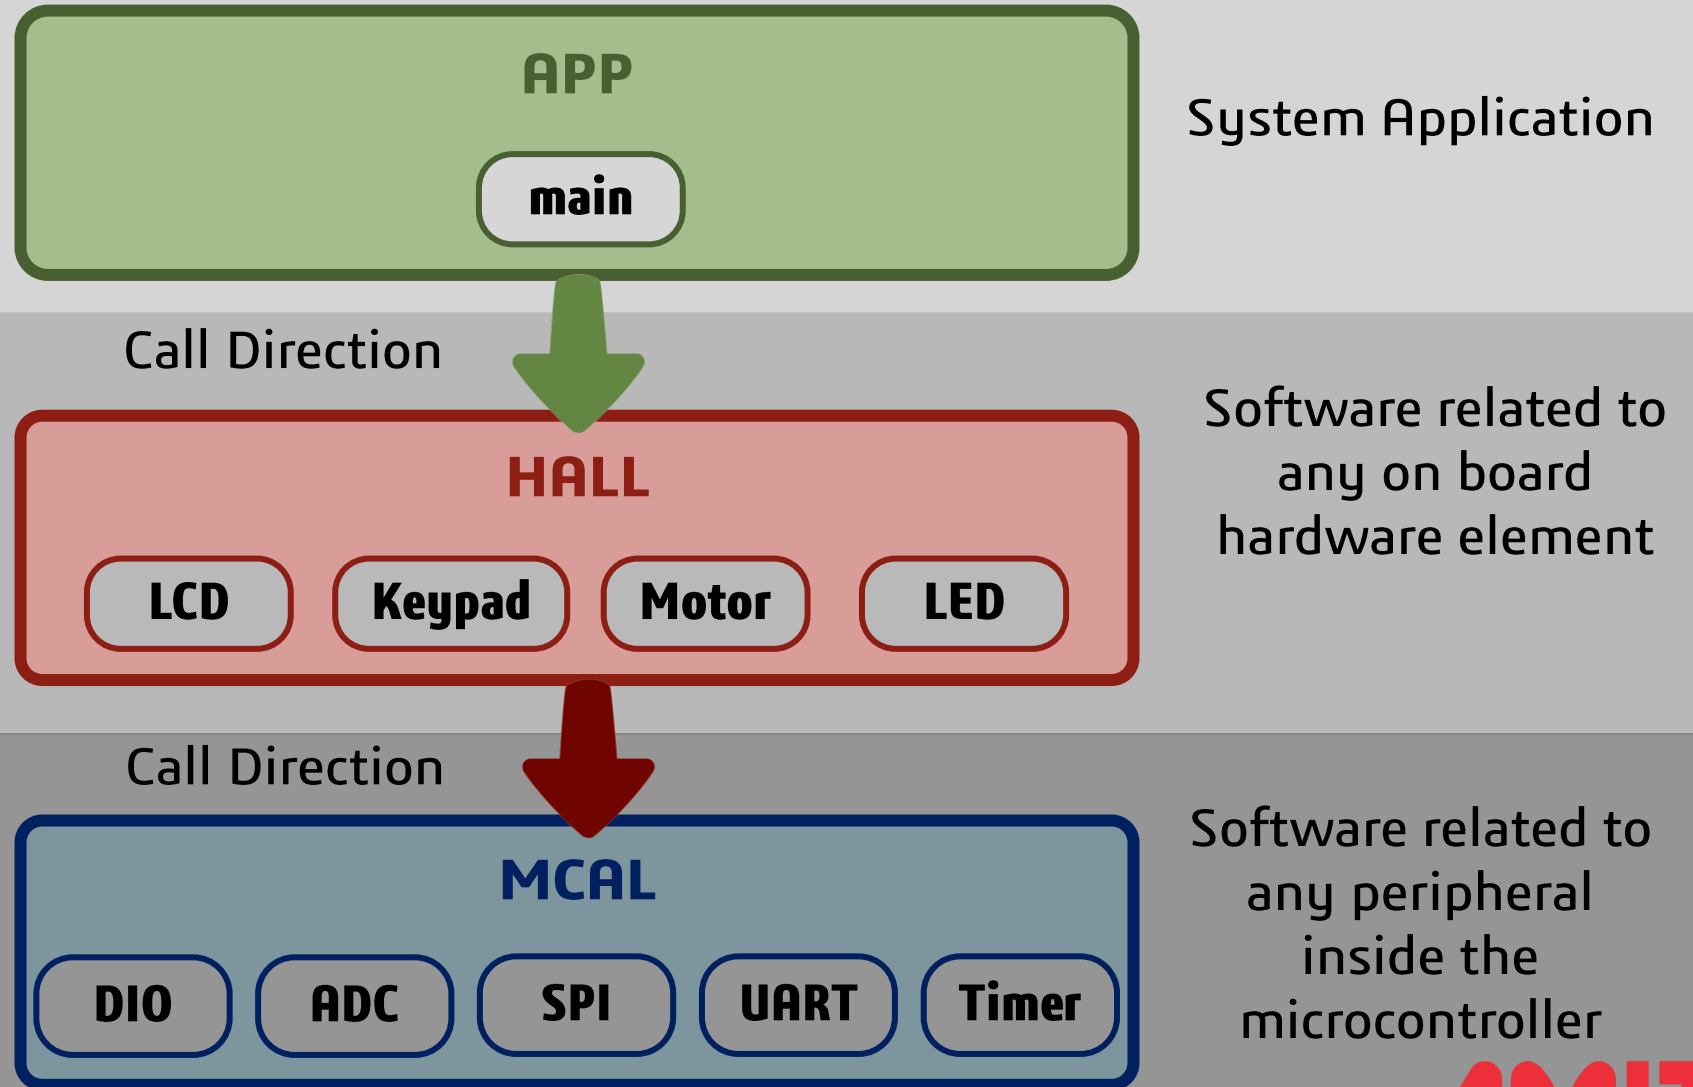 APP
main
System Application
Call Direction
HALL
LCD
Keypad
Motor
LED
Software related to
any on board
hardware element
Call Direction
MCAL
DIO
ADC
SPI
UART
Timer
Software related to
any peripheral
inside the
microcontroller